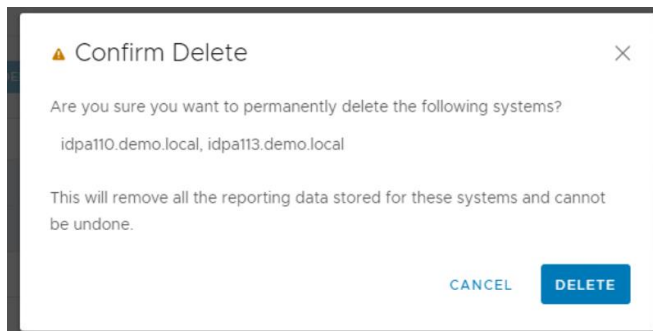 Confirm Delete
Are you sure you want to permanently delete the following systems?
idpa110.demo.local, idpa113.demo.local
This will remove all the reporting data stored for these systems and cannot
be undone.
CANCEL
DELETE